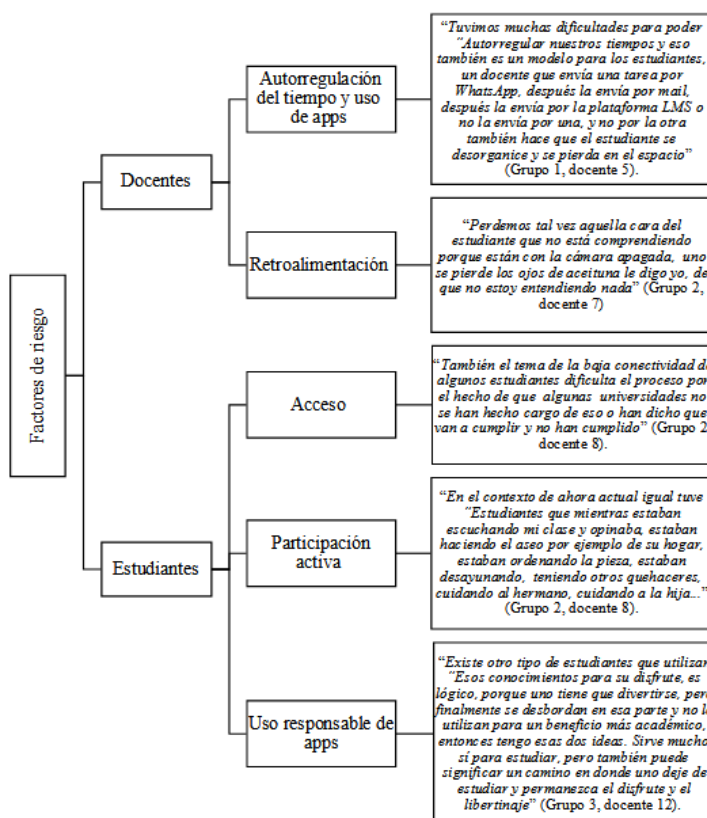 Factores de riesgo
Docentes
Autorregulación
del tiempo y uso
de apps
“Tuvimos muchas dificultades para poder
"Autorregular nuestros tiempos y eso
también es un modelo para los estudiantes,
un docente que envía una tarea por
WhatsApp, después la envía por mail,
después la envía por la plataforma LMS o
no la envía por una, y no por la otra
también hace que el estudiante se
desorganice y se pierda en el espacio”
(Grupo 1, docente 5).
Retroalimentación
“Perdemos tal vez aquella cara del
estudiante que no está comprendiendo
porque están con la cámara apagada, uno
se pierde los ojos de aceituna le digo yo, de
que no estoy entendiendo nada” (Grupo 2,
docente 7)
Estudiantes
Acceso
“También el tema de la baja conectividad de
algunos estudiantes dificulta el proceso por
el hecho de que algunas universidades no
se han hecho cargo de eso o han dicho que
van a cumplir y no han cumplido” (Grupo 2,
docente 8).
Participación
activa
“En el contexto de ahora actual igual tuve
"Estudiantes que mientras estaban
escuchando mi clase y opinaba, estaban
haciendo el aseo por ejemplo de su hogar,
estaban ordenando la pieza, estaban
desayunando, teniendo otros quehaceres,
cuidando al hermano, cuidando a la hija...”
(Grupo 2, docente 8).
Uso responsable de
apps
“Existe otro tipo de estudiantes que utilizan
"Esos conocimientos para su disfrute, es
lógico, porque uno tiene que divertirse, pero
finalmente se desbordan en esa parte y no lo
utilizan para un beneficio más académico,
entonces tengo esas dos ideas. Sirve mucho,
sí para estudiar, pero también puede
significar un camino en donde uno deje de
estudiar y permanezca el disfrute y el
libertinaje” (Grupo 3, docente 12).